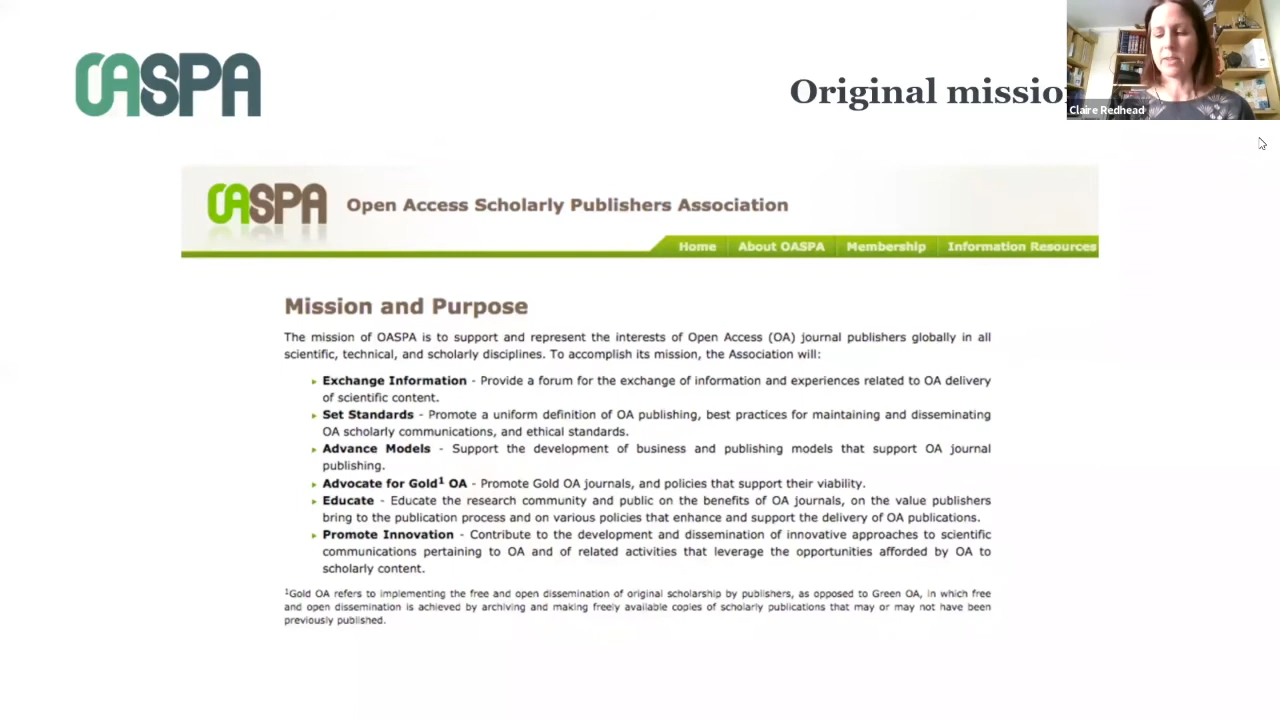 OASPA
Original missio
Claire Redhead
OASPA Open Access Scholarly Publishers Association
Home About OASPA Membership Information Resources
Mission and Purpose
The mission of OASPA is to support and represent the interests of Open Access (OA) journal publishers globally in all
scientific, technical, and scholarly disciplines. To accomplish its mission, the Association will:
Exchange Information - Provide a forum for the exchange of information and experiences related to OA delivery
of scientific content.
Set Standards - Promote a uniform definition of OA publishing, best practices for maintaining and disseminating
OA scholarly communications, and ethical standards.
Advance Models - Support the development of business and publishing models that support OA journal
publishing.
Advocate for Gold¹ OA - Promote Gold OA journals, and policies that support their viability.
Educate - Educate the research community and public on the benefits of OA journals, on the value publishers
bring to the publication process and on various policies that enhance and support the delivery of OA publications.
Promote Innovation - Contribute to the development and dissemination of innovative approaches to scientific
communications pertaining to OA and of related activities that leverage the opportunities afforded by OA to
scholarly content.
¹Gold OA refers to implementing the free and open dissemination of original scholarship by publishers, as opposed to Green OA, in which free
and open dissemination is achieved by archiving and making freely available copies of scholarly publications that may or may not have been
previously published.